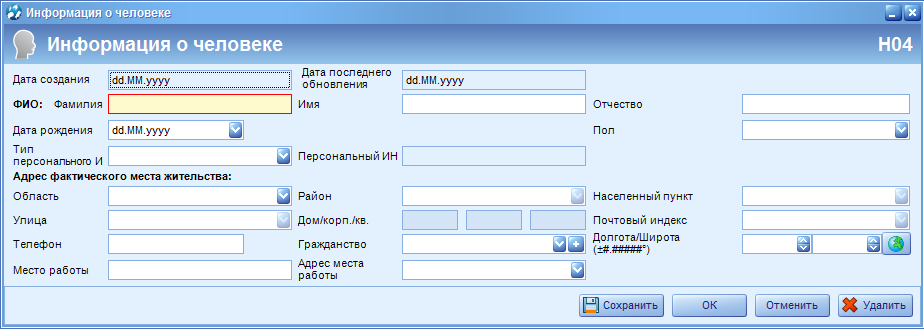 Информация о человеке
Информация о человеке H04
Дата создания dd.MM.yyyy Дата последнего обновления dd.MM.yyyy
ФИО: Фамилия Имя Отчество
Дата рождения dd.MM.yyyy Пол
Тип персонального И Персональный ИН
Адрес фактического места жительства:
Область Район Населенный пункт
Улица Дом/корп./кв. Почтовый индекс
Телефон Гражданство Долгота/Широта (±#.#####°)
Место работы Адрес места работы
Сохранить OK Отменить Удалить